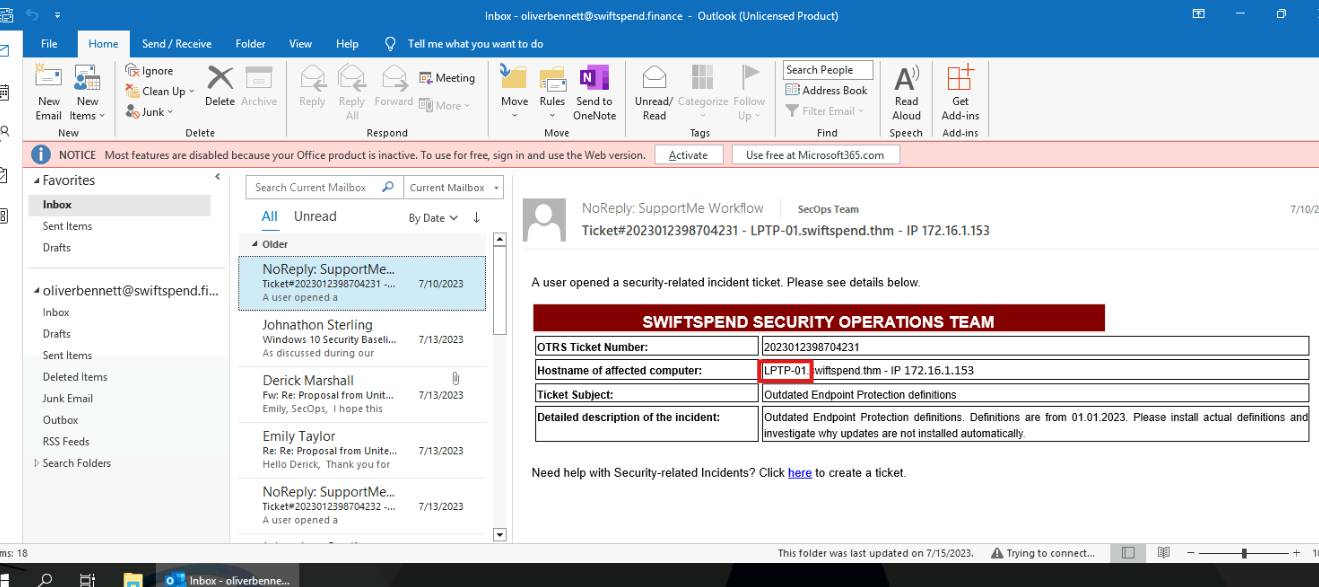 Inbox - oliverbennett@swiftspend.finance - Outlook (Unlicensed Product)
File Home Send / Receive Folder View Help Tell me what you want to do
New Email
New Items
New
Ignore
Clean Up
Junk
Delete
Archive
Delete
Reply
Reply All
Forward
Meeting
More
Respond
Move
Rules
Send to OneNote
Move
Unread/ Read
Categorize
Follow Up
Tags
Search People
Address Book
Filter Email
Find
Read Aloud
Speech
Get Add-ins
Add-ins
NOTICE Most features are disabled because your Office product is inactive. To use for free, sign in and use the Web version. Activate Use free at Microsoft365.com
Favorites
Inbox
Sent Items
Drafts
oliverbennett@swiftspend.fi...
Inbox
Drafts
Sent Items
Deleted Items
Junk Email
Outbox
RSS Feeds
Search Folders
Search Current Mailbox Current Mailbox
All Unread By Date
Older
NoReply: SupportMe...
Ticket#2023012398704231 -... 7/10/2023
A user opened a
Johnathon Sterling
Windows 10 Security Baseli... 7/13/2023
As discussed during our
Derick Marshall
Fw: Re: Proposal from Unit... 7/13/2023
Emily, SecOps, I hope this
Emily Taylor
Re: Re: Proposal from Unite... 7/13/2023
Hello Derick, Thank you for
NoReply: SupportMe...
Ticket#2023012398704232 -... 7/13/2023
A user opened a
NoReply: SupportMe Workflow SecOps Team 7/10/2
Ticket#2023012398704231 - LPTP-01.swiftspend.thm - IP 172.16.1.153
A user opened a security-related incident ticket. Please see details below.
SWIFTSPEND SECURITY OPERATIONS TEAM
OTRS Ticket Number: 2023012398704231
Hostname of affected computer: LPTP-01.swiftspend.thm - IP 172.16.1.153
Ticket Subject: Outdated Endpoint Protection definitions
Detailed description of the incident: Outdated Endpoint Protection definitions. Definitions are from 01.01.2023. Please install actual definitions and
investigate why updates are not installed automatically.
Need help with Security-related Incidents? Click here to create a ticket.
ms: 18 This folder was last updated on 7/15/2023. Trying to connect... 10
Inbox - oliverbenne...